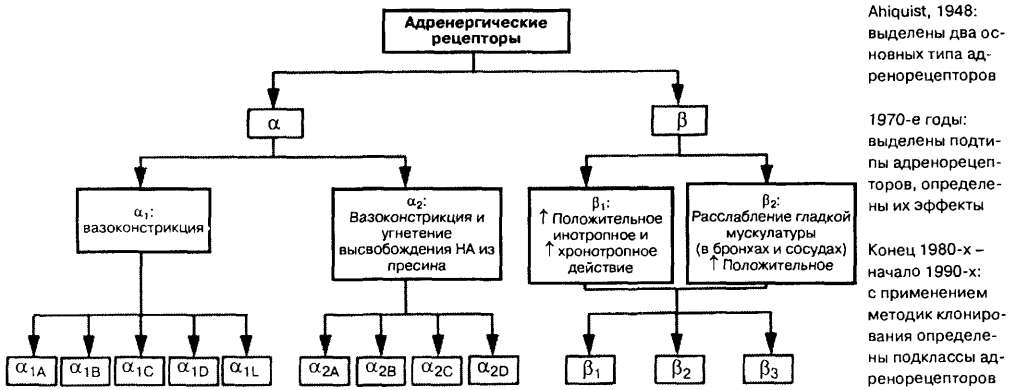 Адренергические
рецепторы
α
β
α1:
вазоконстрикция
α2:
Вазоконстрикция и
угнетение
высвобождения НА из
пресина
β1:
↑ Положительное
инотропное и
↑ хронотропное
действие
β2:
Расслабление гладкой
мускулатуры
(в бронхах и сосудах)
↑ Положительное
α1A
α1B
α1C
α1D
α1L
α2A
α2B
α2C
α2D
β1
β2
β3
Ahiquist, 1948:
выделены два ос-
новных типа ад-
ренорецепторов
1970-е годы:
выделены подти-
пы адренорецеп-
торов, определе-
ны их эффекты
Конец 1980-х –
начало 1990-х:
с применением
методик клониро-
вания определе-
ны подклассы ад-
ренорецепторов